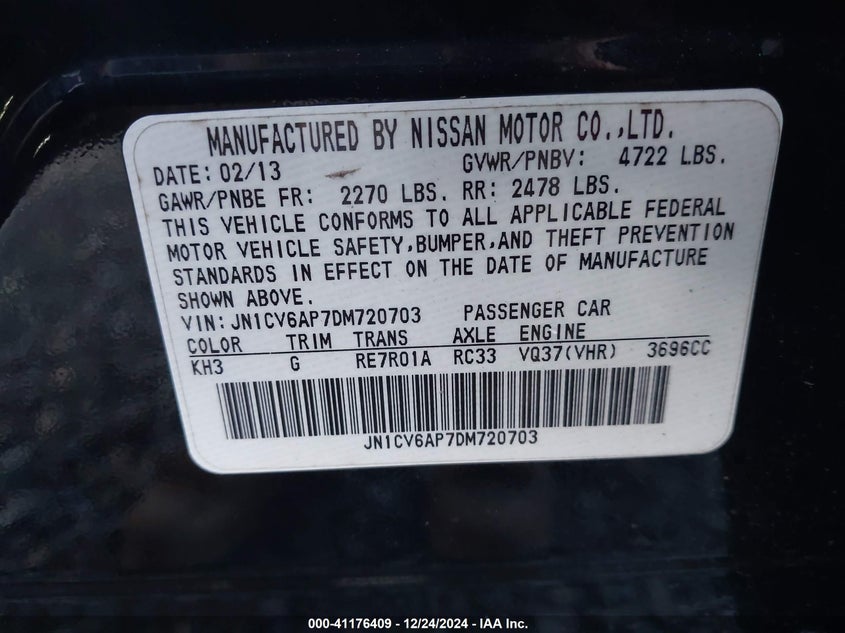 MANUFACTURED BY NISSAN MOTOR CO.,LTD.
DATE: 02/13 GVWR/PNBV: 4722 LBS.
GAWR/PNBE FR: 2270 LBS. RR: 2478 LBS.
THIS VEHICLE CONFORMS TO ALL APPLICABLE FEDERAL
MOTOR VEHICLE SAFETY,BUMPER,AND THEFT PREVENTION
STANDARDS IN EFFECT ON THE DATE OF MANUFACTURE
SHOWN ABOVE.
VIN: JN1CV6AP7DM720703 PASSENGER CAR
COLOR TRIM TRANS AXLE ENGINE
KH3 G RE7R01A RC33 VQ37(VHR) 3696CC
JN1CV6AP7DM720703
000-41176409 - 12/24/2024 - IAA Inc.